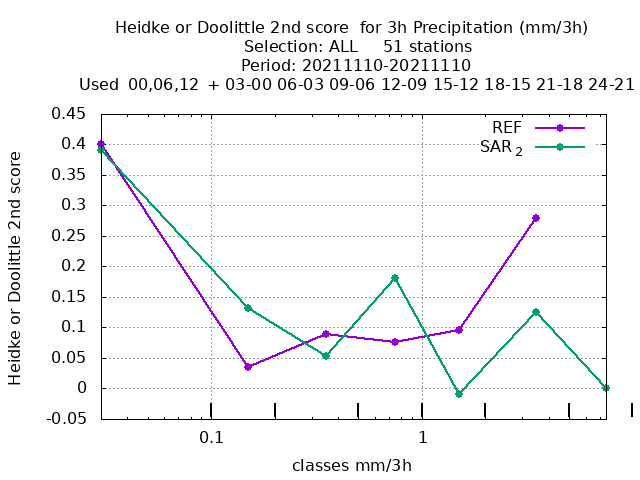 Heidke or Doolittle 2nd score  for 3h Precipitation (mm/3h)
Selection: ALL     51 stations
Period: 20211110-20211110
Used  00,06,12  + 03-00 06-03 09-06 12-09 15-12 18-15 21-18 24-21
Heidke or Doolittle 2nd score
0.45
0.4
0.35
0.3
0.25
0.2
0.15
0.1
0.05
0
-0.05
REF
SAR 2
0.1
1
classes mm/3h